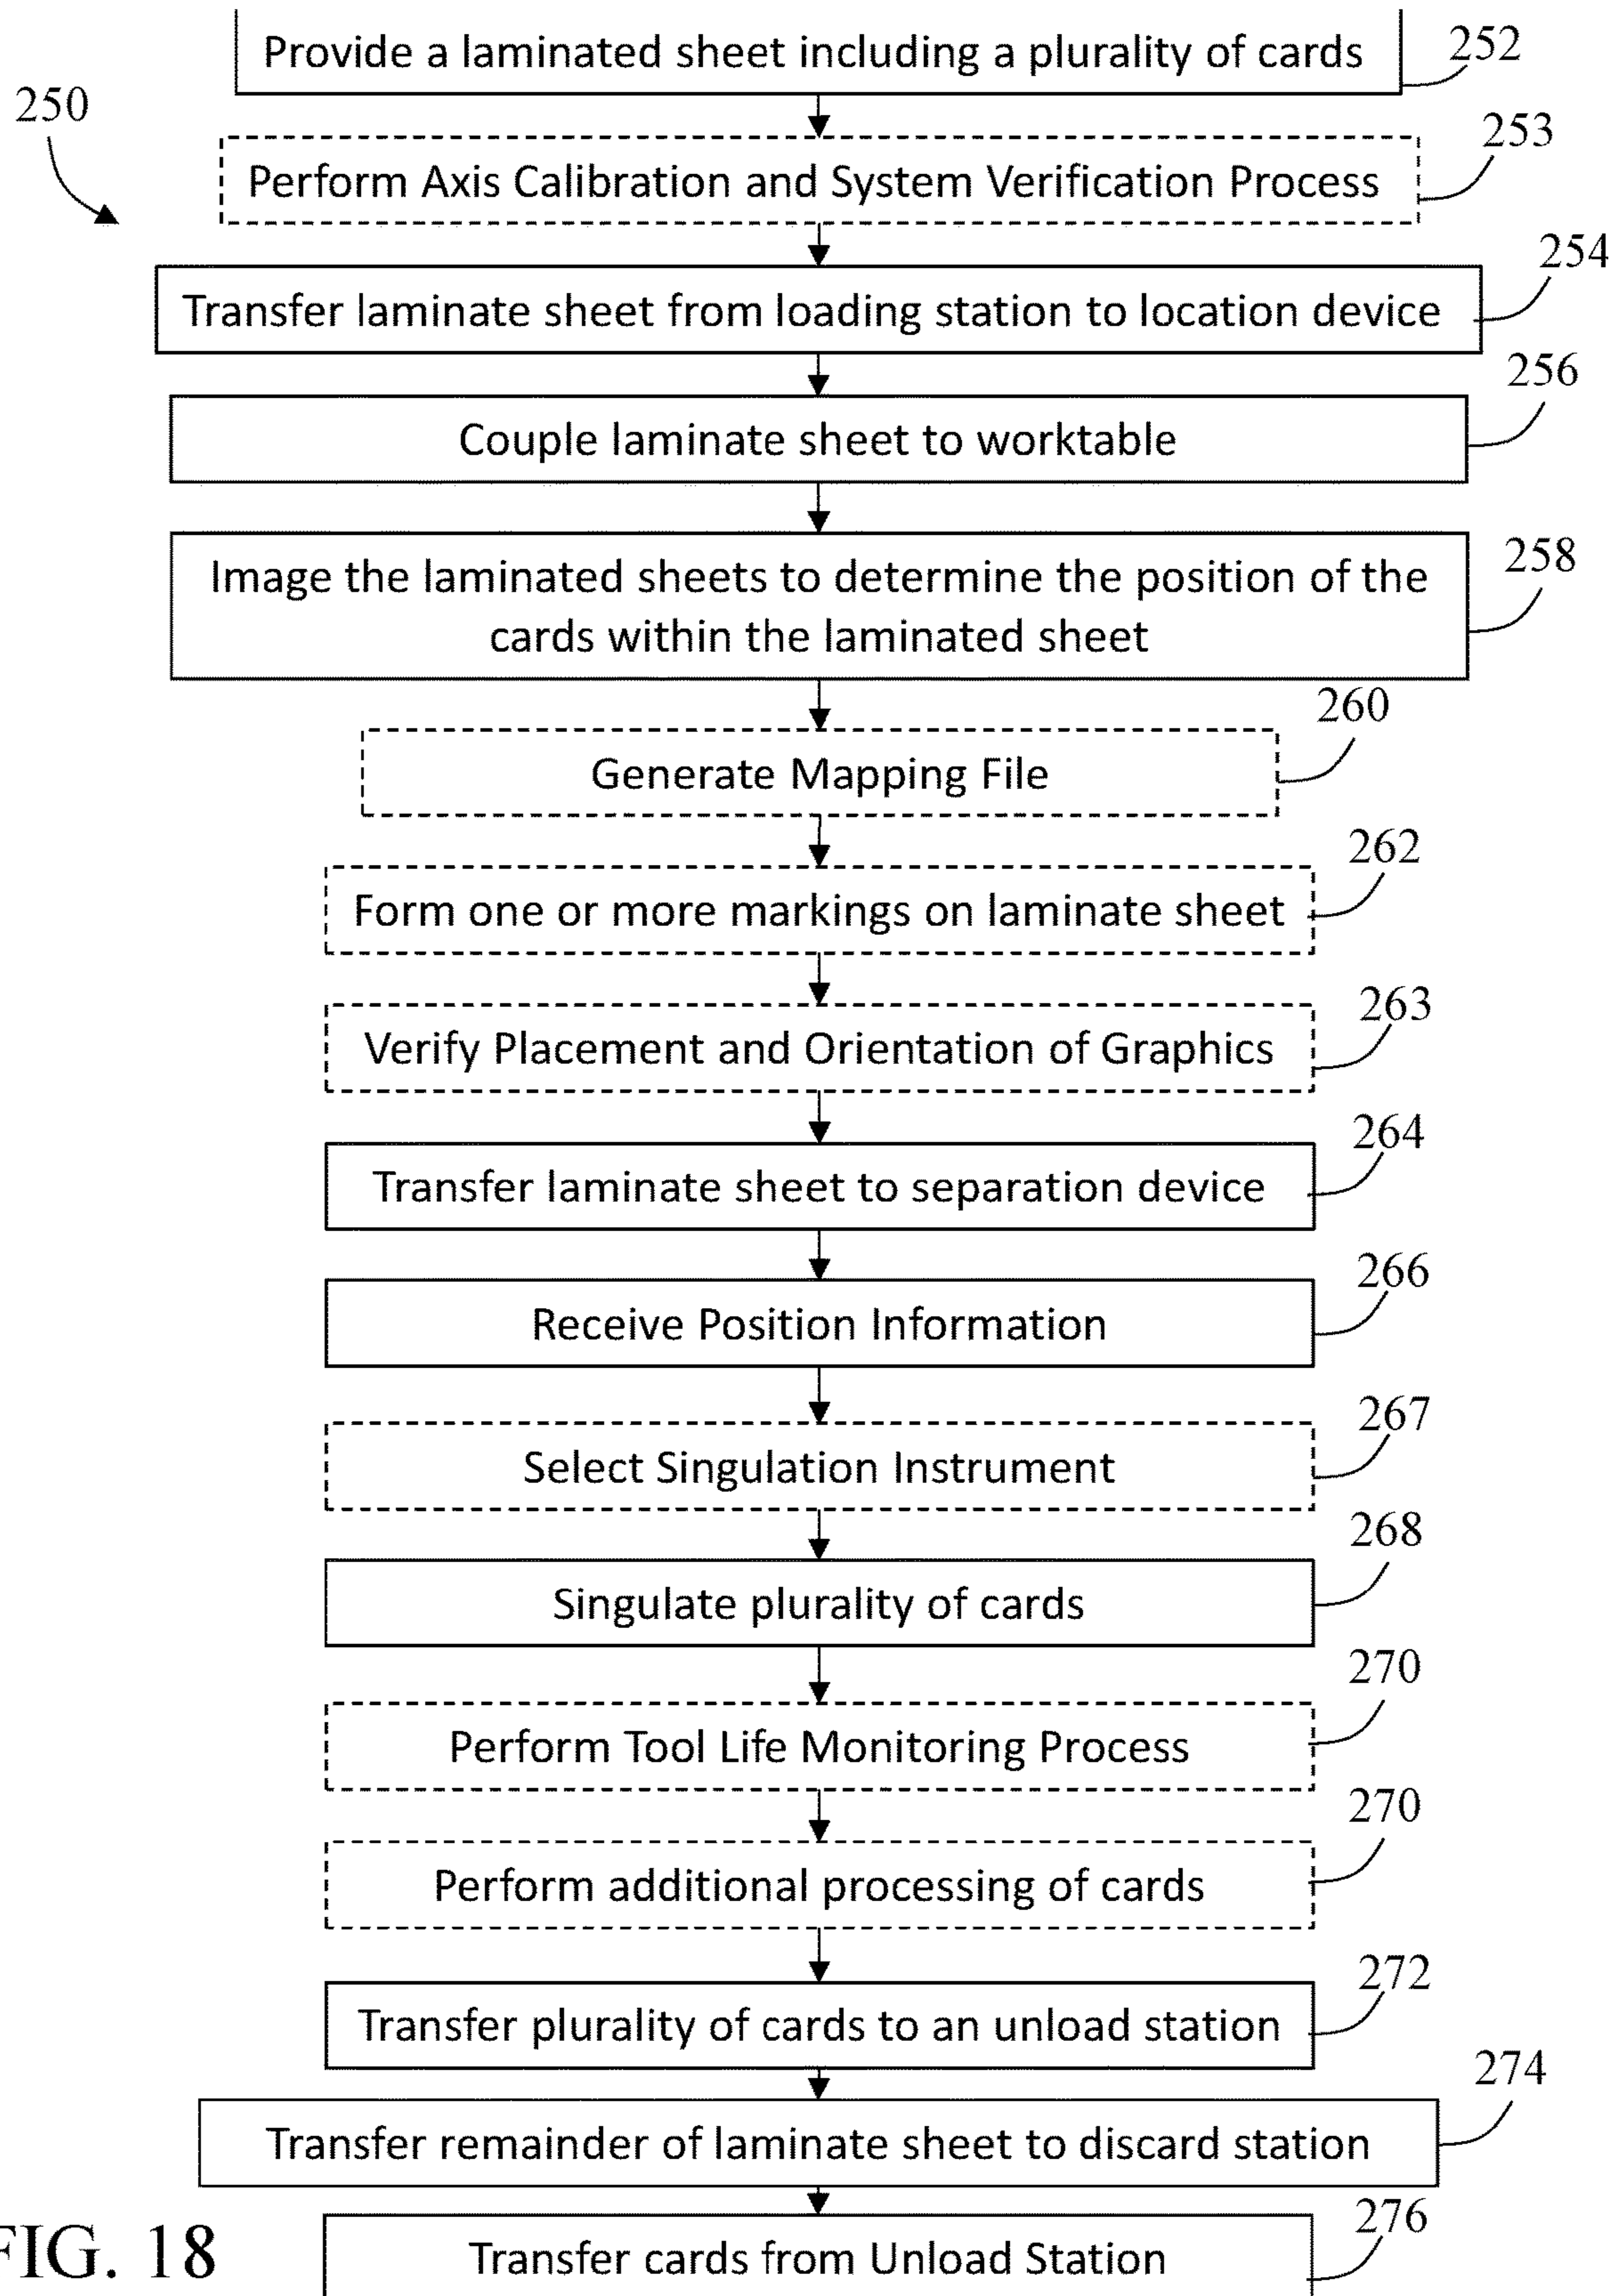 Provide a laminated sheet including a plurality of cards
252
250
253
Perform Axis Calibration and System Verification Process
254
Transfer laminate sheet from loading station to location device
256
Couple laminate sheet to worktable
258
Image the laminated sheets to determine the position of the
cards within the laminated sheet
260
Generate Mapping File
262
Form one or more markings on laminate sheet
263
Verify Placement and Orientation of Graphics
264
Transfer laminate sheet to separation device
266
Receive Position Information
267
Select Singulation Instrument
268
Singulate plurality of cards
270
Perform Tool Life Monitoring Process
270
Perform additional processing of cards
272
Transfer plurality of cards to an unload station
274
Transfer remainder of laminate sheet to discard station
276
Transfer cards from Unload Station
FIG. 18